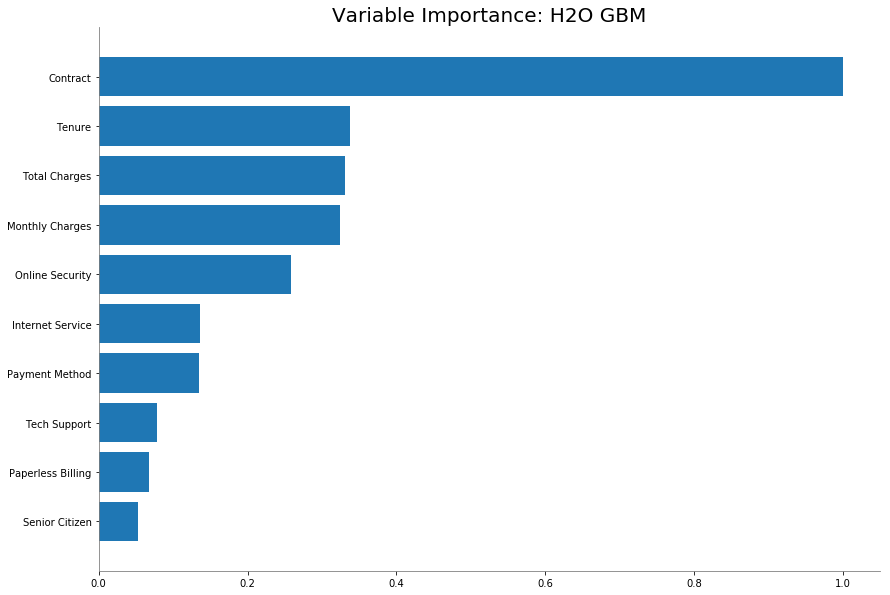 Variable Importance: H2O GBM
Contract
Tenure
Total Charges
Monthly Charges
Online Security
Internet Service
Payment Method
Tech Support
Paperless Billing
Senior Citizen
0.0 0.2 0.4 0.6 0.8 1.0